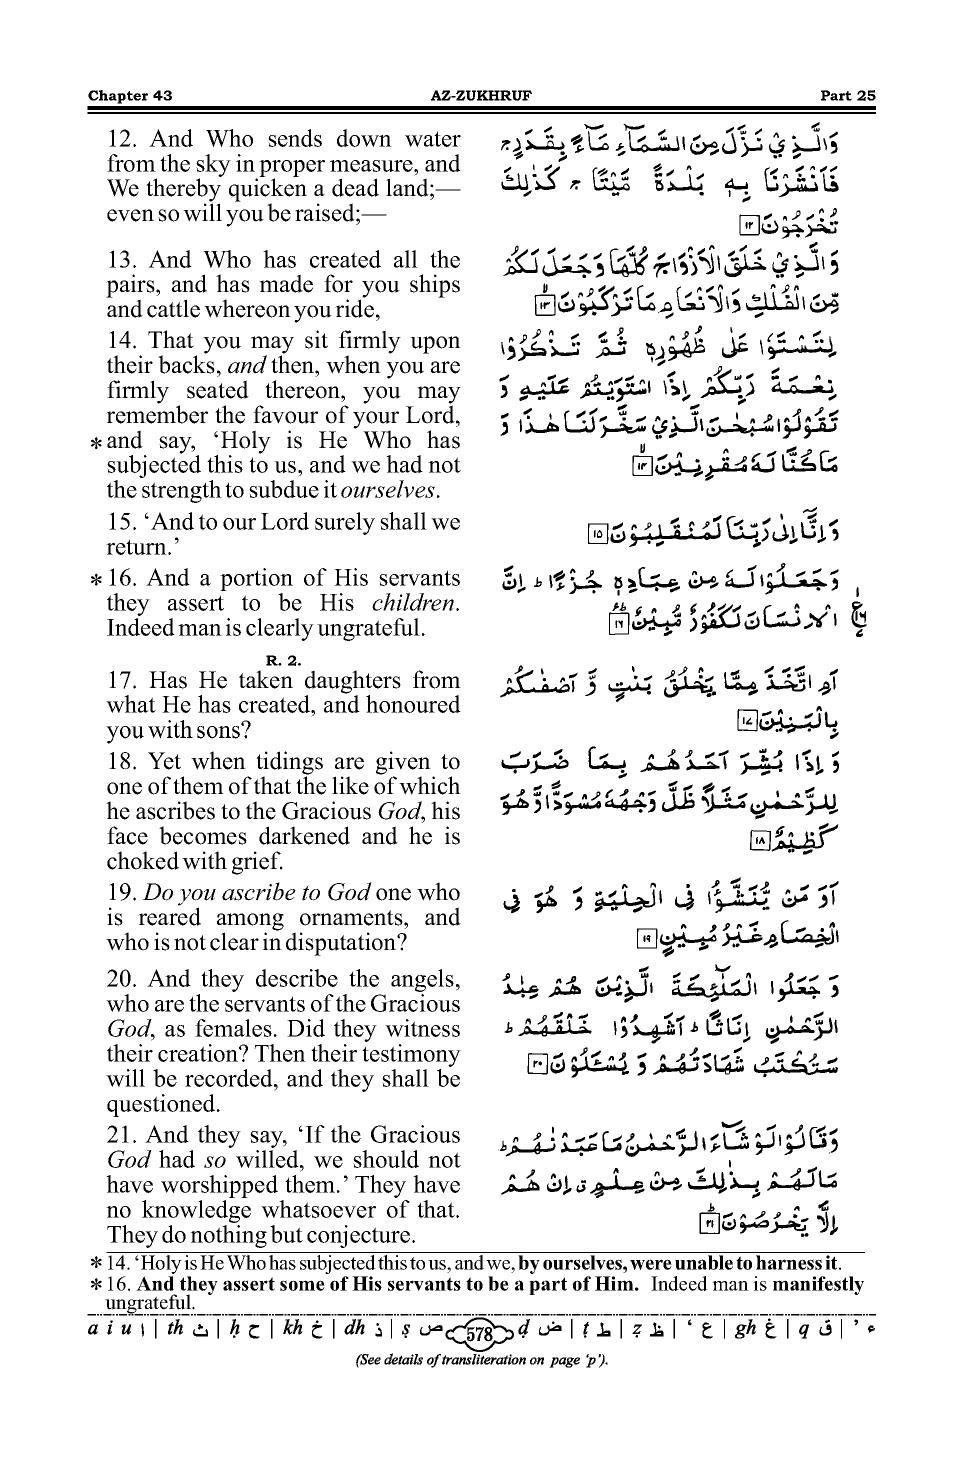 Chapter 43 AZ-ZUKHRUF Part 25
12. And Who sends down water
from the sky in proper measure, and
We thereby quicken a dead land;—
even so will you be raised;—
وَالَّذِيْ نَزَّلَ مِنَ السَّمَآءِ مَآءًۢ بِقَدَرٍ ۚ
فَاَنْشَرْنَا بِهٖ بَلْدَةً مَّيْتًا ۚ كَذٰلِكَ
تُخْرَجُوْنَ ۱۲
13. And Who has created all the
pairs, and has made for you ships
and cattle whereon you ride,
وَالَّذِيْ خَلَقَ الْاَزْوَاجَ كُلَّهَا وَجَعَلَ لَكُمْ
مِّنَ الْفُلْكِ وَالْاَنْعَامِ مَا تَرْكَبُوْنَ ۱۳
14. That you may sit firmly upon
their backs, and then, when you are
firmly seated thereon, you may
remember the favour of your Lord,
* and say, ‘Holy is He Who has
subjected this to us, and we had not
the strength to subdue it ourselves.
لِتَسْتَوٗا عَلٰى ظُهُوْرِهٖ ثُمَّ تَذْكُرُوْا
نِعْمَةَ رَبِّكُمْ اِذَا اسْتَوَيْتُمْ عَلَيْهِ وَ
تَقُوْلُوْا سُبْحٰنَ الَّذِيْ سَخَّرَ لَنَا هٰذَا وَ
مَا كُنَّا لَهٗ مُقْرِنِيْنَ ۱۴
15. ‘And to our Lord surely shall we
return.’
وَاِنَّآ اِلٰى رَبِّنَا لَمُنْقَلِبُوْنَ ۱۵
* 16. And a portion of His servants
they assert to be His children.
Indeed man is clearly ungrateful.
وَجَعَلُوْا لَهٗ مِنْ عِبَادِهٖ جُزْءًا ؕ اِنَّ
الْاِنْسَانَ لَكَفُوْرٌ مُّبِيْنٌ ۱۶
R. 2.
17. Has He taken daughters from
what He has created, and honoured
you with sons?
اَمِ اتَّخَذَ مِمَّا يَخْلُقُ بَنٰتٍ وَّ اَصْفٰىكُمْ
بِالْبَنِيْنَ ۱۷
18. Yet when tidings are given to
one of them of that the like of which
he ascribes to the Gracious God, his
face becomes darkened and he is
choked with grief.
وَ اِذَا بُشِّرَ اَحَدُهُمْ بِمَا ضَرَبَ
لِلرَّحْمٰنِ مَثَلًا ظَلَّ وَجْهُهٗ مُسْوَدًّا وَّ هُوَ
كَظِيْمٌ ۱۸
19. Do you ascribe to God one who
is reared among ornaments, and
who is not clear in disputation?
اَوَ مَنْ يُّنَشَّؤُا فِي الْحِلْيَةِ وَ هُوَ فِي
الْخِصَامِ غَيْرُ مُبِيْنٍ ۱۹
20. And they describe the angels,
who are the servants of the Gracious
God, as females. Did they witness
their creation? Then their testimony
will be recorded, and they shall be
questioned.
وَ جَعَلُوا الْمَلٰٓئِكَةَ الَّذِيْنَ هُمْ عِبٰدُ
الرَّحْمٰنِ اِنَاثًا ؕ اَشَهِدُوْا خَلْقَهُمْ ؕ
سَتُكْتَبُ شَهَادَتُهُمْ وَ يُسْـَٔلُوْنَ ۲۰
21. And they say, ‘If the Gracious
God had so willed, we should not
have worshipped them.’ They have
no knowledge whatsoever of that.
They do nothing but conjecture.
وَقَالُوْا لَوْ شَآءَ الرَّحْمٰنُ مَا عَبَدْنٰهُمْ ؕ
مَا لَهُمْ بِذٰلِكَ مِنْ عِلْمٍ ۗ اِنْ هُمْ
اِلَّا يَخْرُصُوْنَ ۲۱
* 14. ‘Holy is He Who has subjected this to us, and we, by ourselves, were unable to harness it.
* 16. And they assert some of His servants to be a part of Him. Indeed man is manifestly
ungrateful.
a i u ا | th ث | ḥ ح | kh خ | dh ذ | ṣ ص 578 ḍ ض | ṭ ط | ẓ ظ | ‘ ع | gh غ | q ق | ’ ء
(See details of transliteration on page ‘p’).